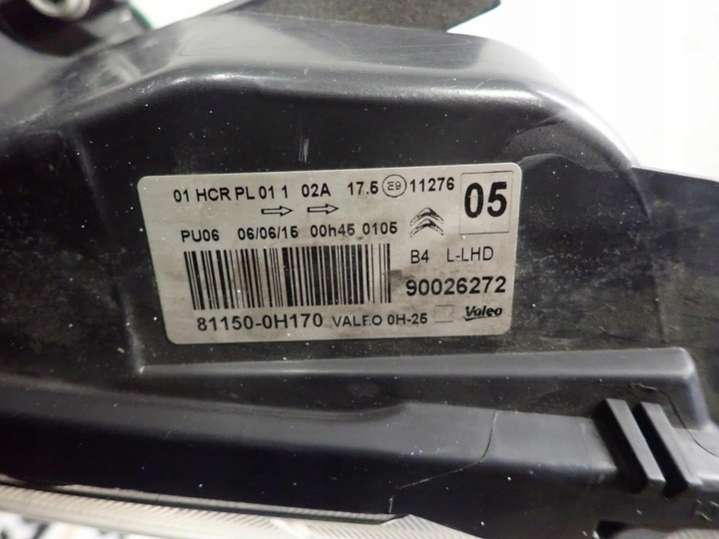 01 HCR PL 01 1 02A 17.5 E9 11276
05
PU06 06/06/15 00h45 0105
B4 L-LHD
90026272
81150-0H170 VALEO 0H-25 Valeo